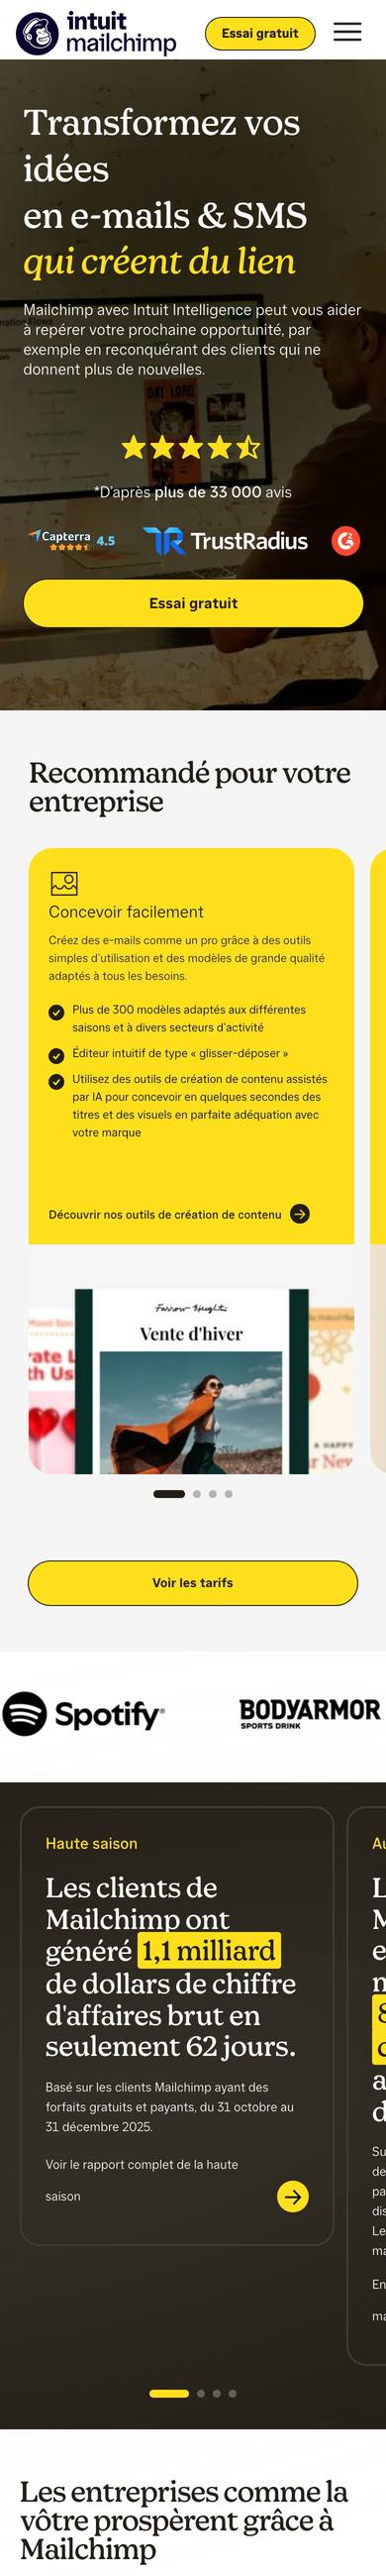 intuit
mailchimp
Essai gratuit
Transformez vos
idées
en e-mails & SMS
qui créent du lien
Mailchimp avec Intuit Intelligence peut vous aider
à repérer votre prochaine opportunité, par
exemple en reconquérant des clients qui ne
donnent plus de nouvelles.
*D'après plus de 33 000 avis
Capterra 4.5
TrustRadius
Essai gratuit
Recommandé pour votre
entreprise
Concevoir facilement
Créez des e-mails comme un pro grâce à des outils
simples d'utilisation et des modèles de grande qualité
adaptés à tous les besoins.
Plus de 300 modèles adaptés aux différentes
saisons et à divers secteurs d'activité
Éditeur intuitif de type « glisser-déposer »
Utilisez des outils de création de contenu assistés
par IA pour concevoir en quelques secondes des
titres et des visuels en parfaite adéquation avec
votre marque
Découvrir nos outils de création de contenu
Farrow Heights
Vente d'hiver
Voir les tarifs
Spotify®
BODYARMOR
SPORTS DRINK
Haute saison
Les clients de
Mailchimp ont
généré 1,1 milliard
de dollars de chiffre
d'affaires brut en
seulement 62 jours.
Basé sur les clients Mailchimp ayant des
forfaits gratuits et payants, du 31 octobre au
31 décembre 2025.
Voir le rapport complet de la haute
saison
Les entreprises comme la
vôtre prospèrent grâce à
Mailchimp